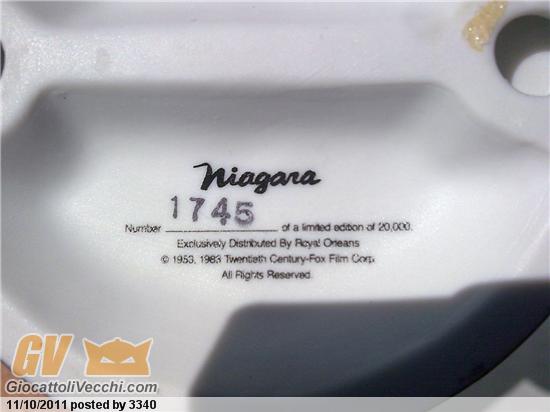 Niagara
1745
Number of a limited edition of 20,000.
Exclusively Distributed By Royal Orleans
© 1953, 1983 Twentieth Century-Fox Film Corp.
All Rights Reserved.
GV
GiocattoliVecchi.com
11/10/2011 posted by 3340